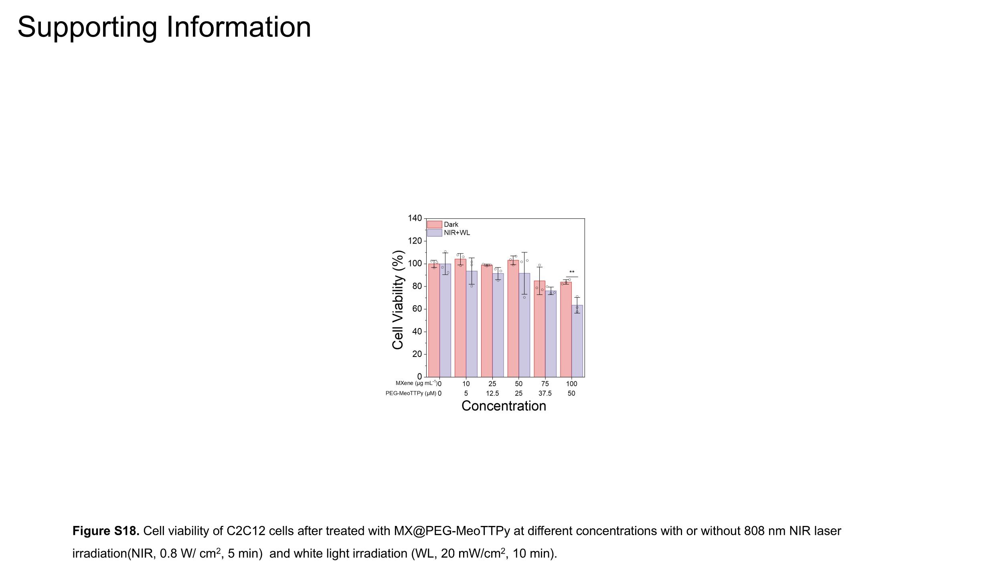 Supporting Information
140
Dark
NIR+WL
120
100
**
80
60
40
20
0
Cell Viability (%)
MXene (μg mL⁻¹) 0 10 25 50 75 100
PEG-MeoTTPy (μM) 0 5 12.5 25 37.5 50
Concentration
Figure S18. Cell viability of C2C12 cells after treated with MX@PEG-MeoTTPy at different concentrations with or without 808 nm NIR laser
irradiation(NIR, 0.8 W/ cm², 5 min) and white light irradiation (WL, 20 mW/cm², 10 min).